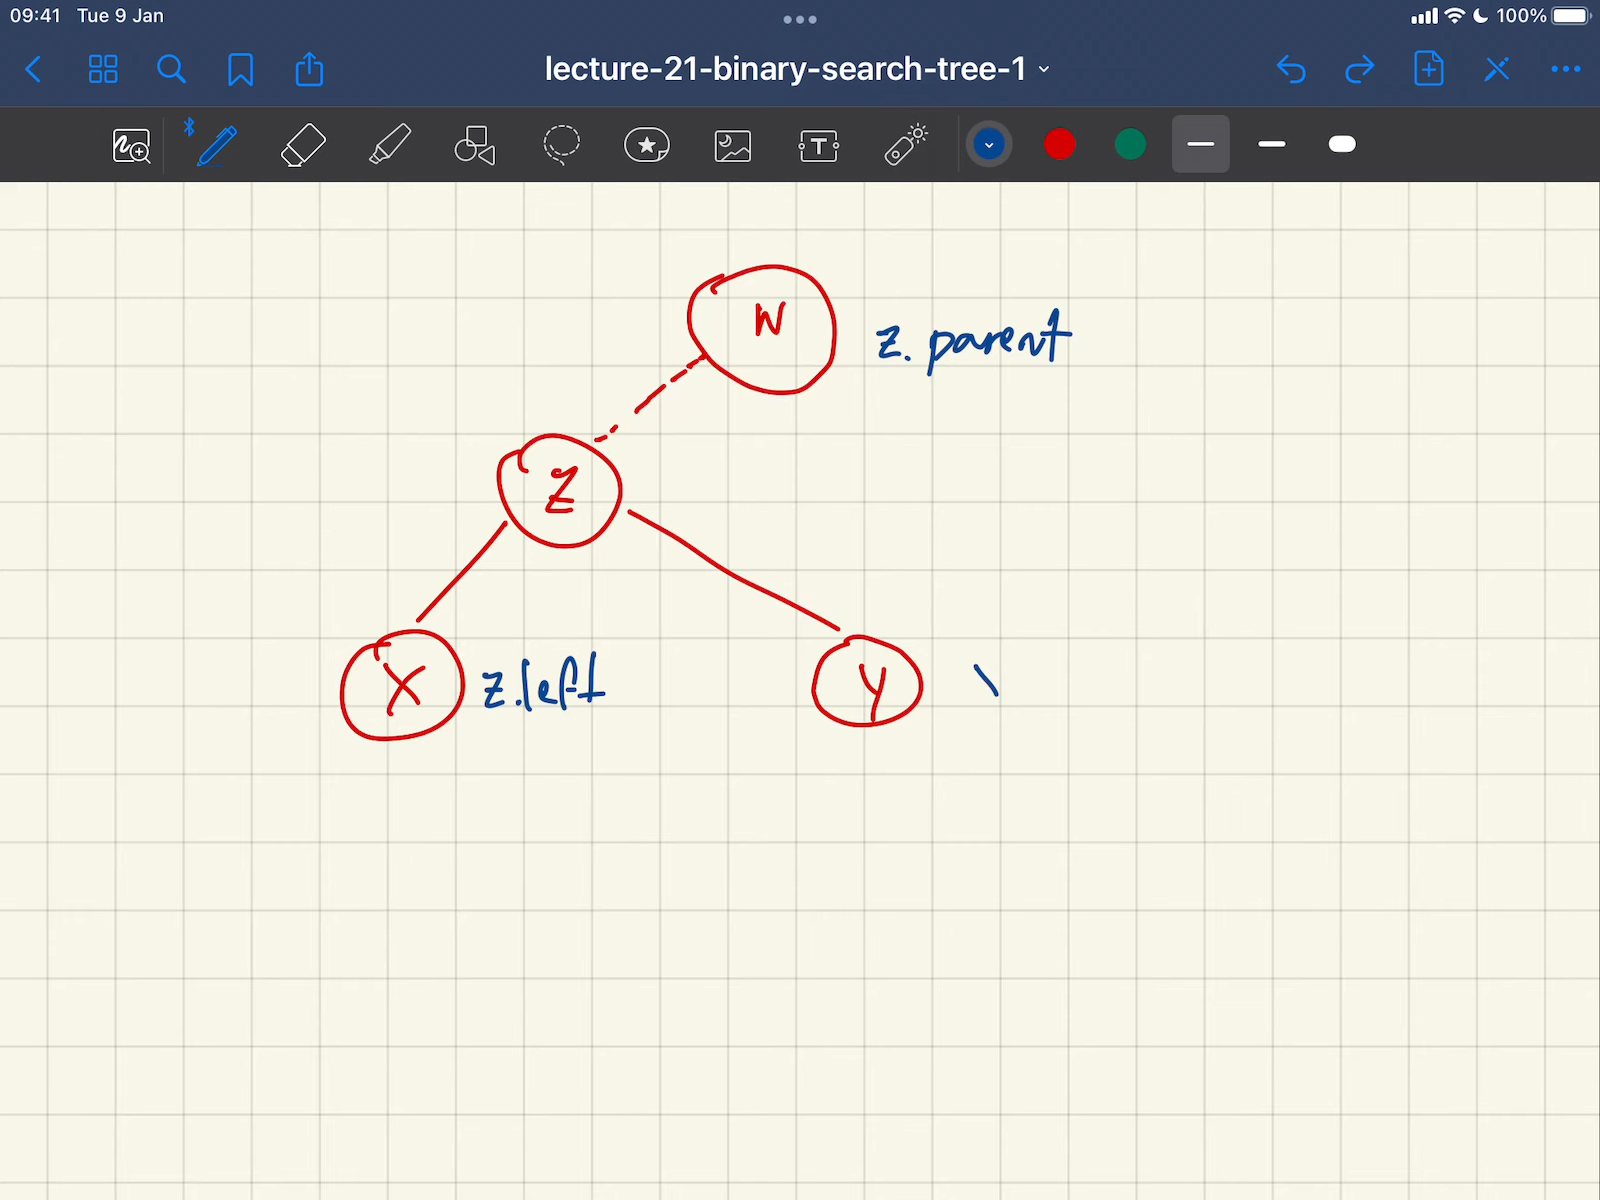 09:41 Tue 9 Jan
100%
lecture-21-binary-search-tree-1
T
W
z. parent
Z
X
z.left
Y